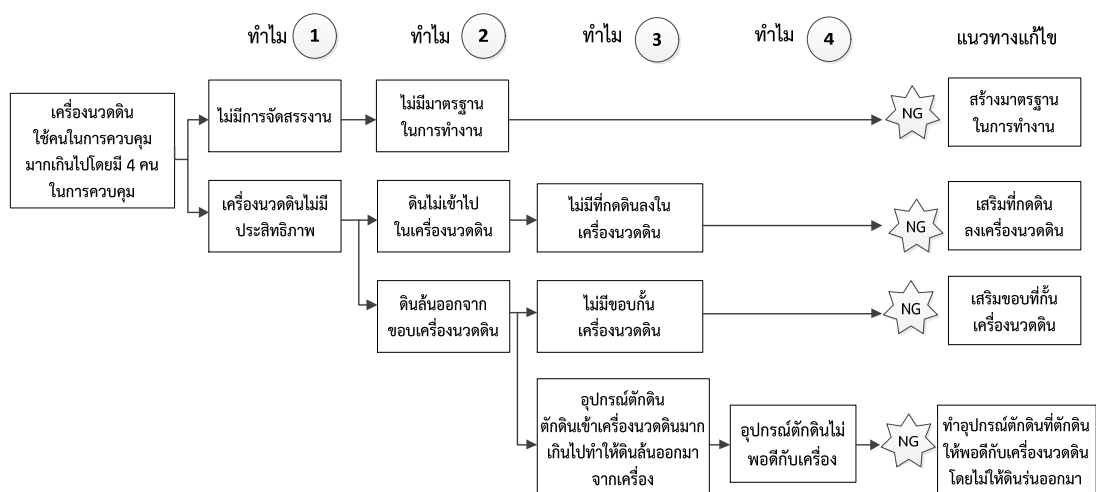 ทำไม 1
ทำไม 2
ทำไม 3
ทำไม 4
แนวทางแก้ไข
เครื่องนวดดิน
ใช้คนในการควบคุม
มากเกินไปโดยมี 4 คน
ในการควบคุม
ไม่มีการจัดสรรงาน
ไม่มีมาตรฐาน
ในการทำงาน
NG
สร้างมาตรฐาน
ในการทำงาน
เครื่องนวดดินไม่มี
ประสิทธิภาพ
ดินไม่เข้าไป
ในเครื่องนวดดิน
ไม่มีที่กดดินลงใน
เครื่องนวดดิน
NG
เสริมที่กดดิน
ลงเครื่องนวดดิน
ดินล้นออกจาก
ขอบเครื่องนวดดิน
ไม่มีขอบกั้น
เครื่องนวดดิน
NG
เสริมขอบที่กั้น
เครื่องนวดดิน
อุปกรณ์ตักดิน
ตักดินเข้าเครื่องนวดดินมาก
เกินไปทำให้ดินล้นออกมา
จากเครื่อง
อุปกรณ์ตักดินไม่
พอดีกับเครื่อง
NG
ทำอุปกรณ์ตักดินที่ตักดิน
ให้พอดีกับเครื่องนวดดิน
โดยไม่ให้ดินร่นออกมา